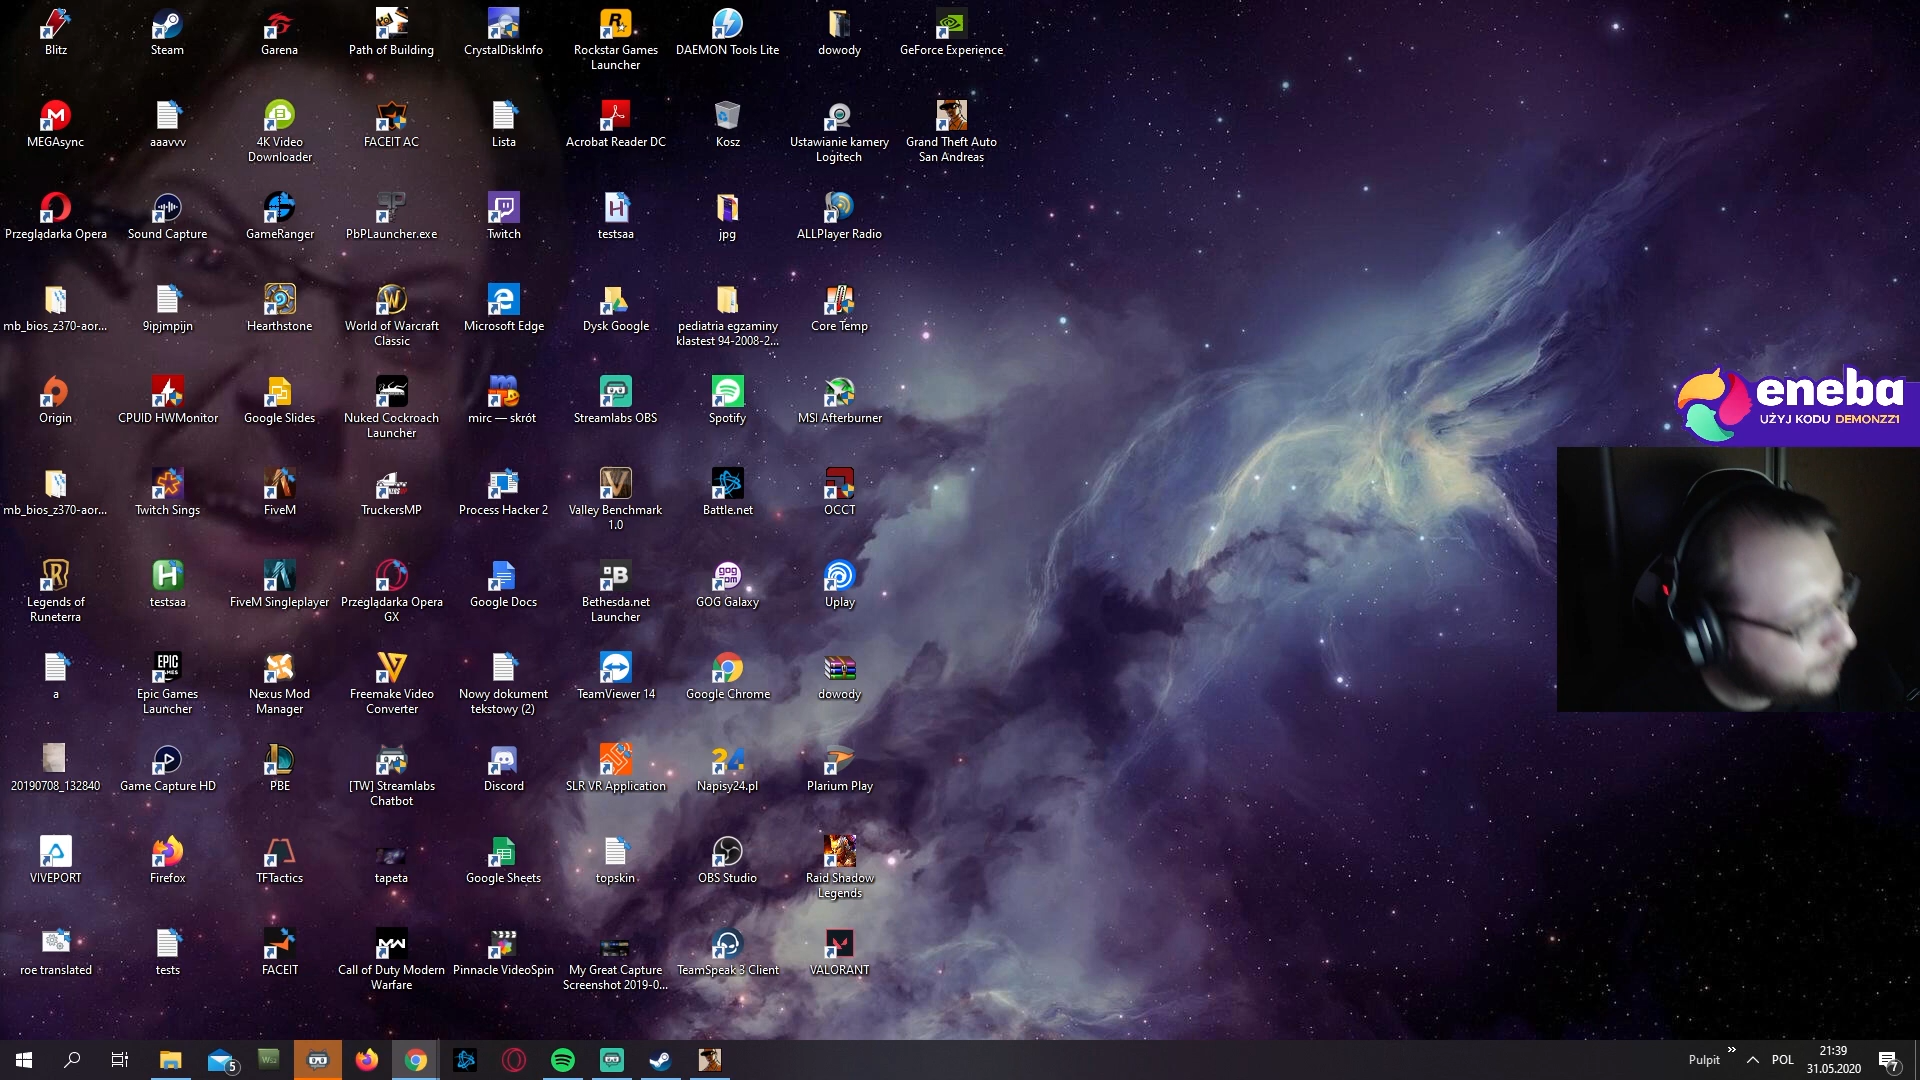 Blitz
Steam
Garena
Path of Building
CrystalDiskInfo
Rockstar Games
Launcher
DAEMON Tools Lite
dowody
GeForce Experience
MEGAsync
aaavvv
4K Video
Downloader
FACEIT AC
Lista
Acrobat Reader DC
Kosz
Ustawianie kamery
Logitech
Grand Theft Auto
San Andreas
Przeglądarka Opera
Sound Capture
GameRanger
PbPLauncher.exe
Twitch
testsaa
jpg
ALLPlayer Radio
mb_bios_z370-aor...
9ipjmpijn
Hearthstone
World of Warcraft
Classic
Microsoft Edge
Dysk Google
pediatria egzaminy
klastest 94-2008-2...
Core Temp
Origin
CPUID HWMonitor
Google Slides
Nuked Cockroach
Launcher
mirc — skrót
Streamlabs OBS
Spotify
MSI Afterburner
eneba
UŻYJ KODU DEMONZZ1
mb_bios_z370-aor...
Twitch Sings
FiveM
TruckersMP
Process Hacker 2
Valley Benchmark
1.0
Battle.net
OCCT
Legends of
Runeterra
testsaa
FiveM Singleplayer
Przeglądarka Opera
GX
Google Docs
Bethesda.net
Launcher
GOG Galaxy
Uplay
a
Epic Games
Launcher
Nexus Mod
Manager
Freemake Video
Converter
Nowy dokument
tekstowy (2)
TeamViewer 14
Google Chrome
dowody
20190708_132840
Game Capture HD
PBE
[TW] Streamlabs
Chatbot
Discord
SLR VR Application
Napisy24.pl
Plarium Play
VIVEPORT
Firefox
TFTactics
tapeta
Google Sheets
topskin
OBS Studio
Raid Shadow
Legends
roe translated
tests
FACEIT
Call of Duty Modern
Warfare
Pinnacle VideoSpin
My Great Capture
Screenshot 2019-0...
TeamSpeak 3 Client
VALORANT
5
Pulpit
POL
21:39
31.05.2020
7